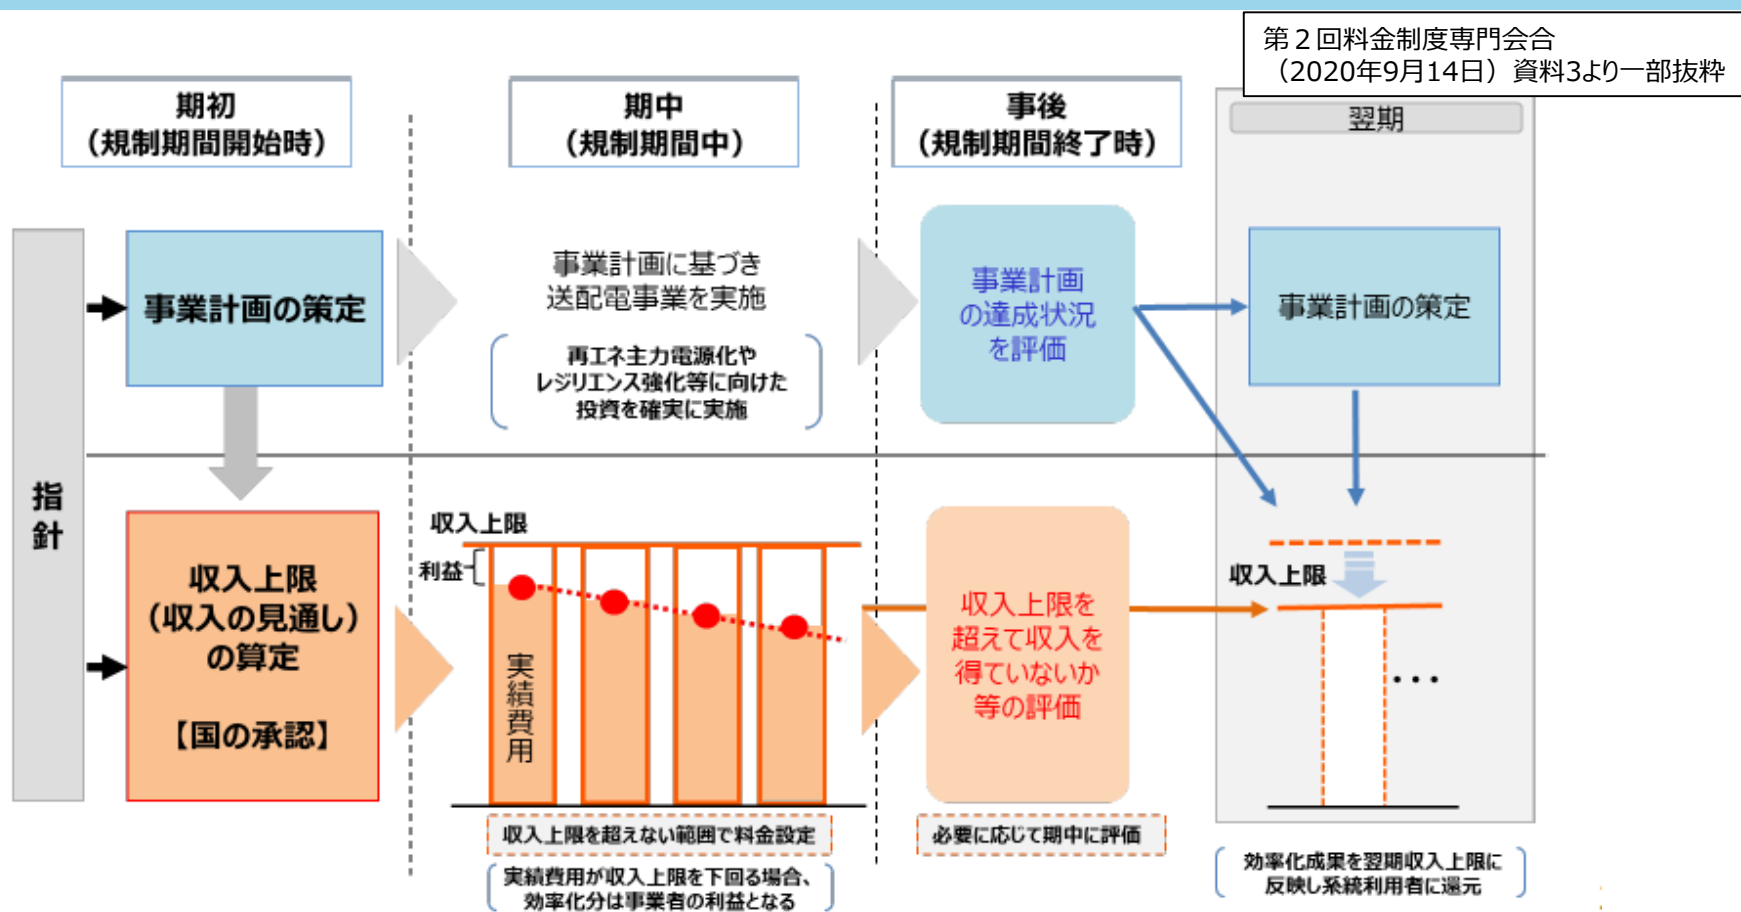 第２回料金制度専門会合
（2020年9月14日）資料3より一部抜粋
期初
（規制期間開始時）
期中
（規制期間中）
事後
（規制期間終了時）
翌期
指針
事業計画の策定
事業計画に基づき
送配電事業を実施
再エネ主力電源化や
レジリエンス強化等に向けた
投資を確実に実施
事業計画
の達成状況
を評価
事業計画の策定
収入上限
（収入の見通し）
の算定
【国の承認】
収入上限
利益
実績費用
収入上限を超えない範囲で料金設定
実績費用が収入上限を下回る場合、
効率化分は事業者の利益となる
収入上限を
超えて収入を
得ていないか
等の評価
必要に応じて期中に評価
収入上限
・・・
効率化成果を翌期収入上限に
反映し系統利用者に還元